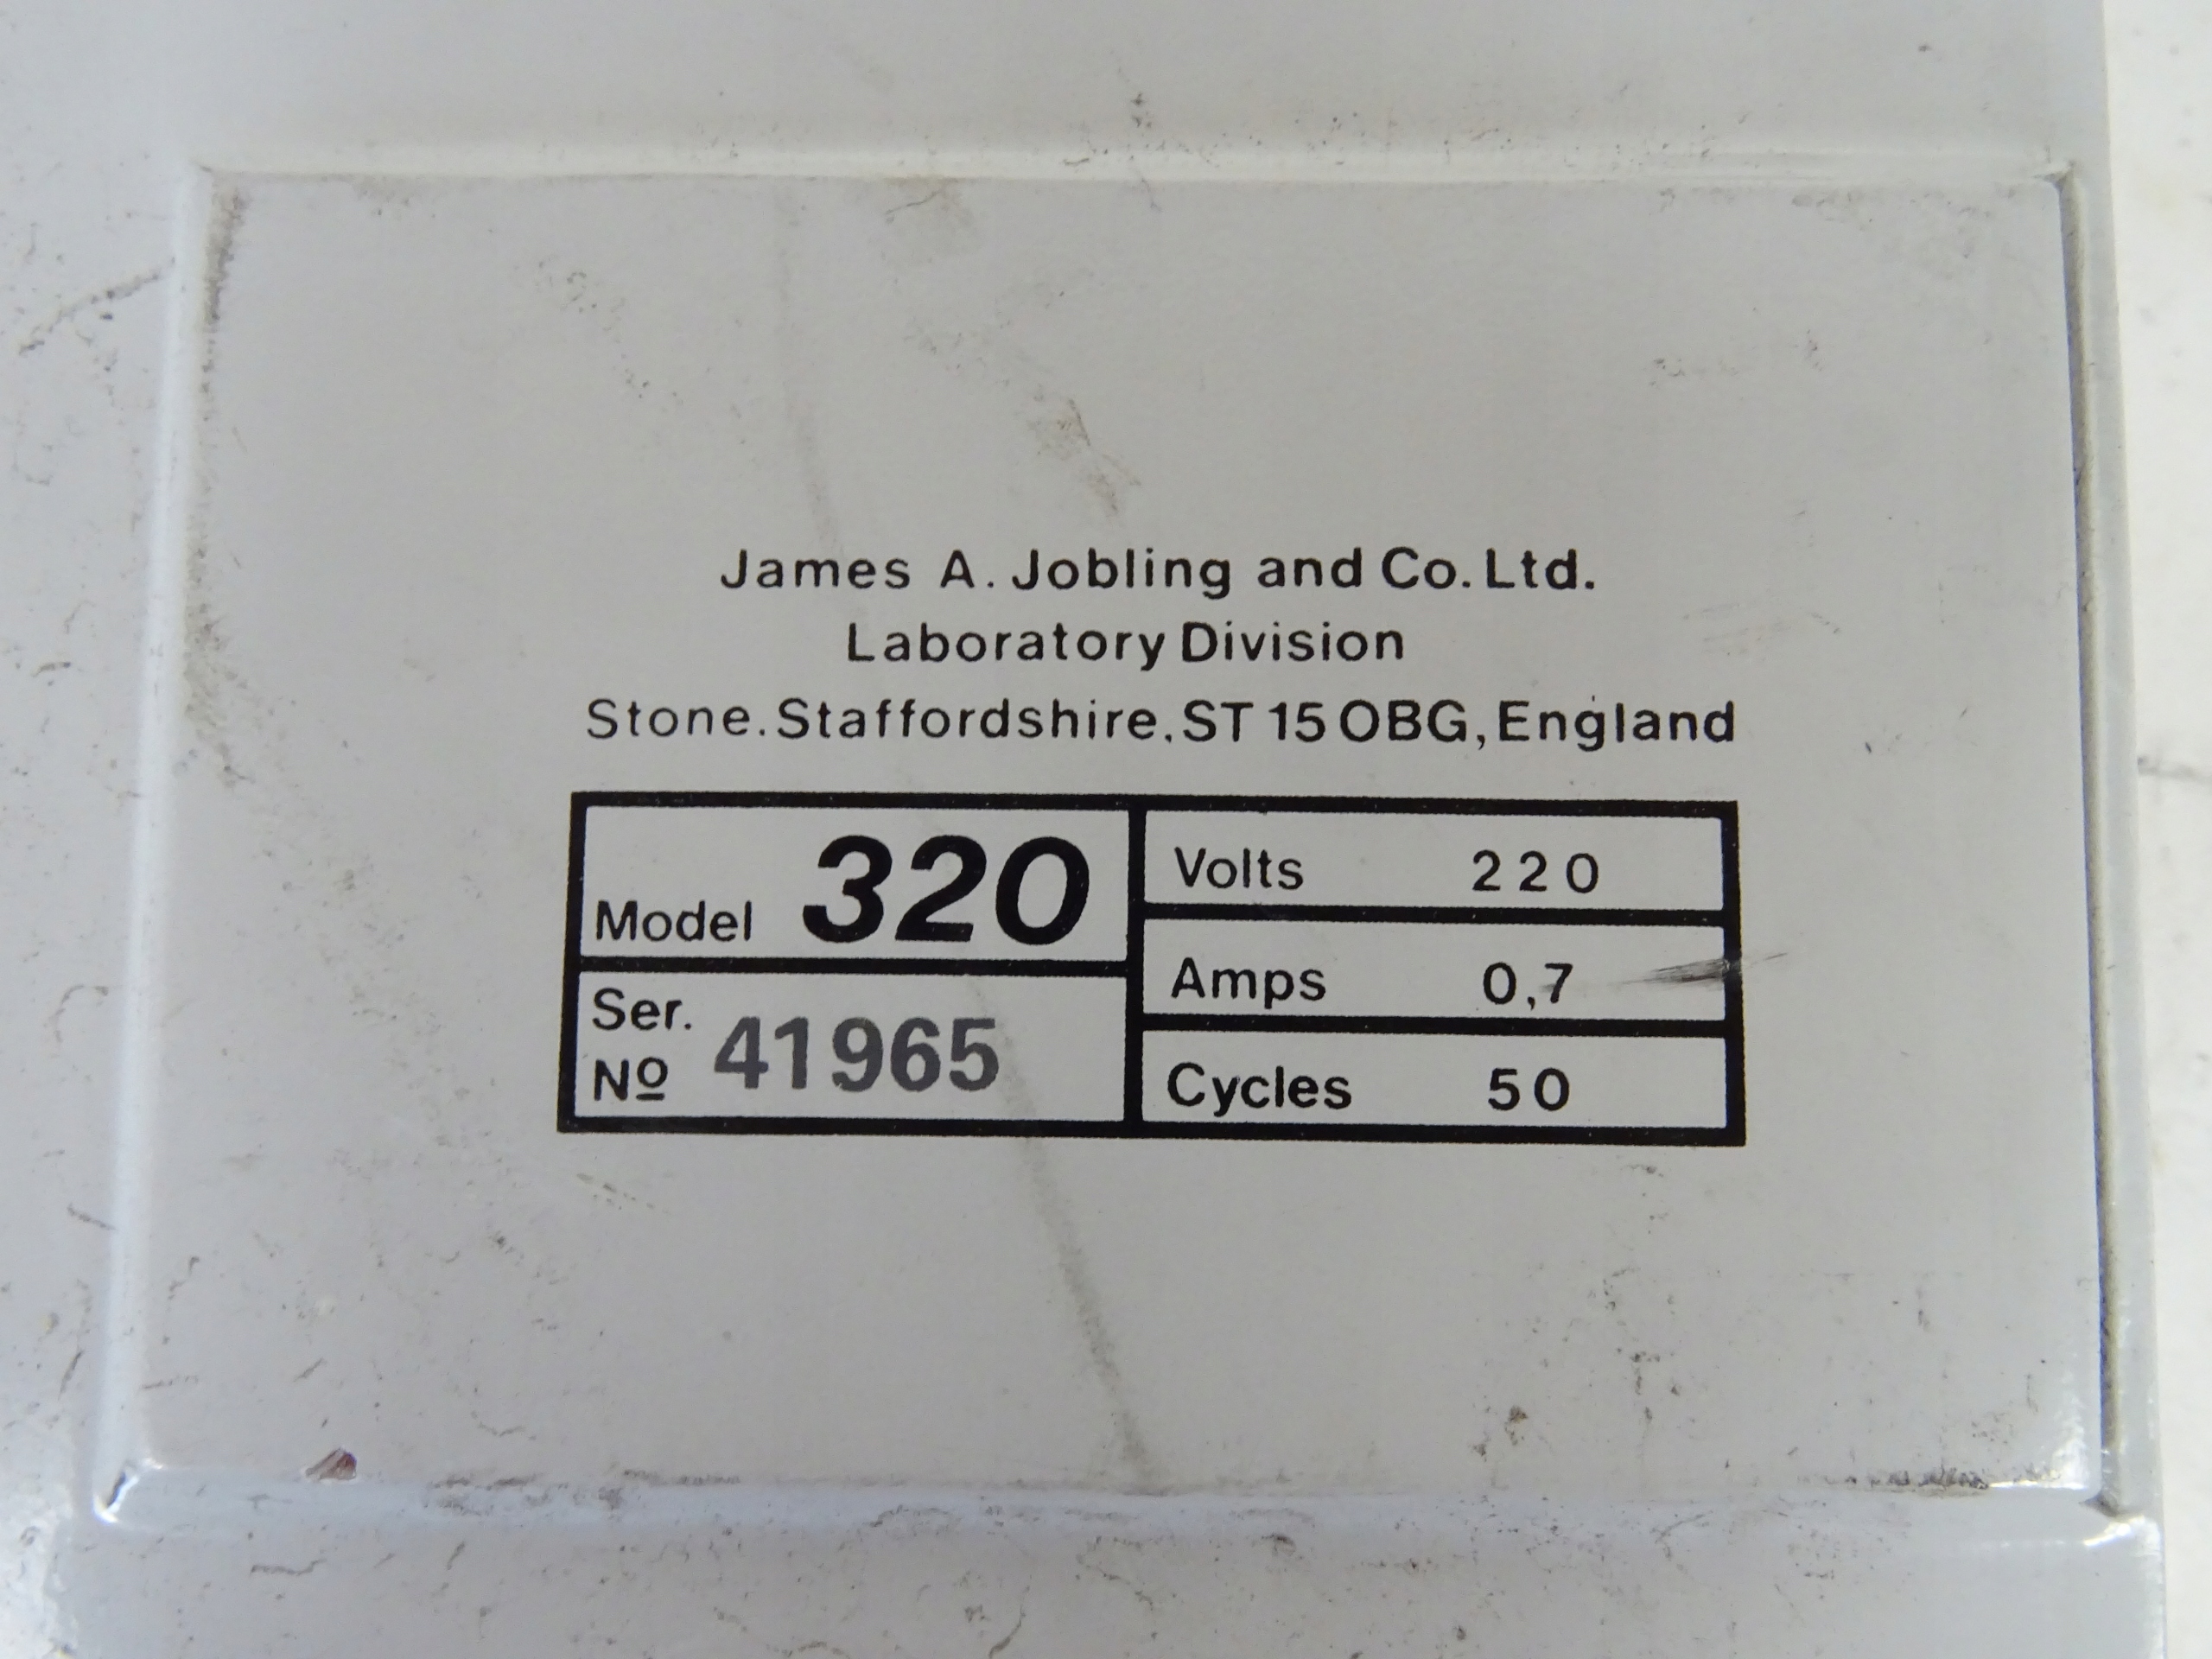 James A. Jobling and Co. Ltd.
Laboratory Division
Stone. Staffordshire. ST 15 OBG, England
Model 320
Ser. Nº 41965
Volts 220
Amps 0,7
Cycles 50